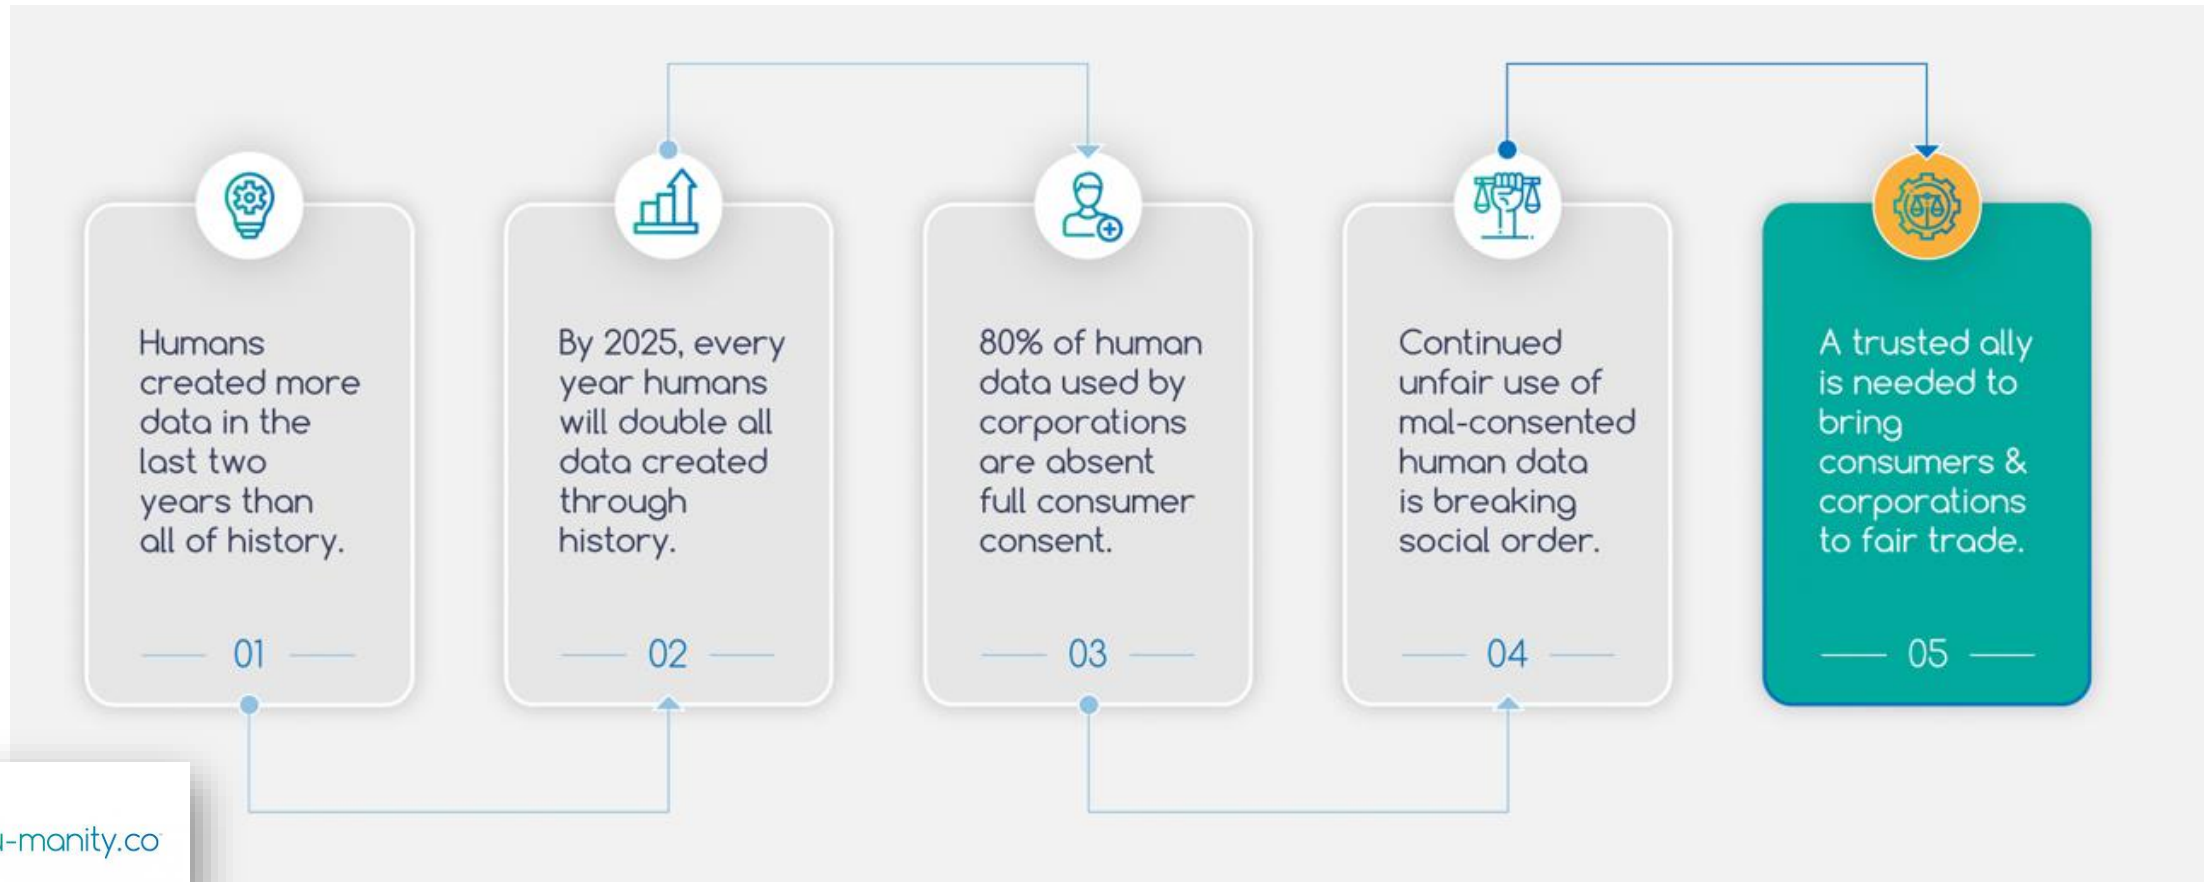 Humans
created more
data in the
last two
years than
all of history.
01
By 2025, every
year humans
will double all
data created
through
history.
02
80% of human
data used by
corporations
are absent
full consumer
consent.
03
Continued
unfair use of
mal-consented
human data
is breaking
social order.
04
A trusted ally
is needed to
bring
consumers &
corporations
to fair trade.
05
-manity.co